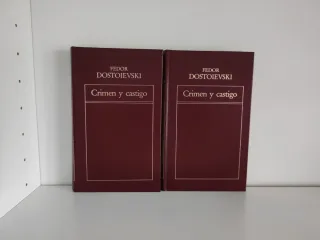 FEDOR
DOSTOIEVSKI
Crimen y castigo
FEDOR
DOSTOIEVSKI
Crimen y castigo